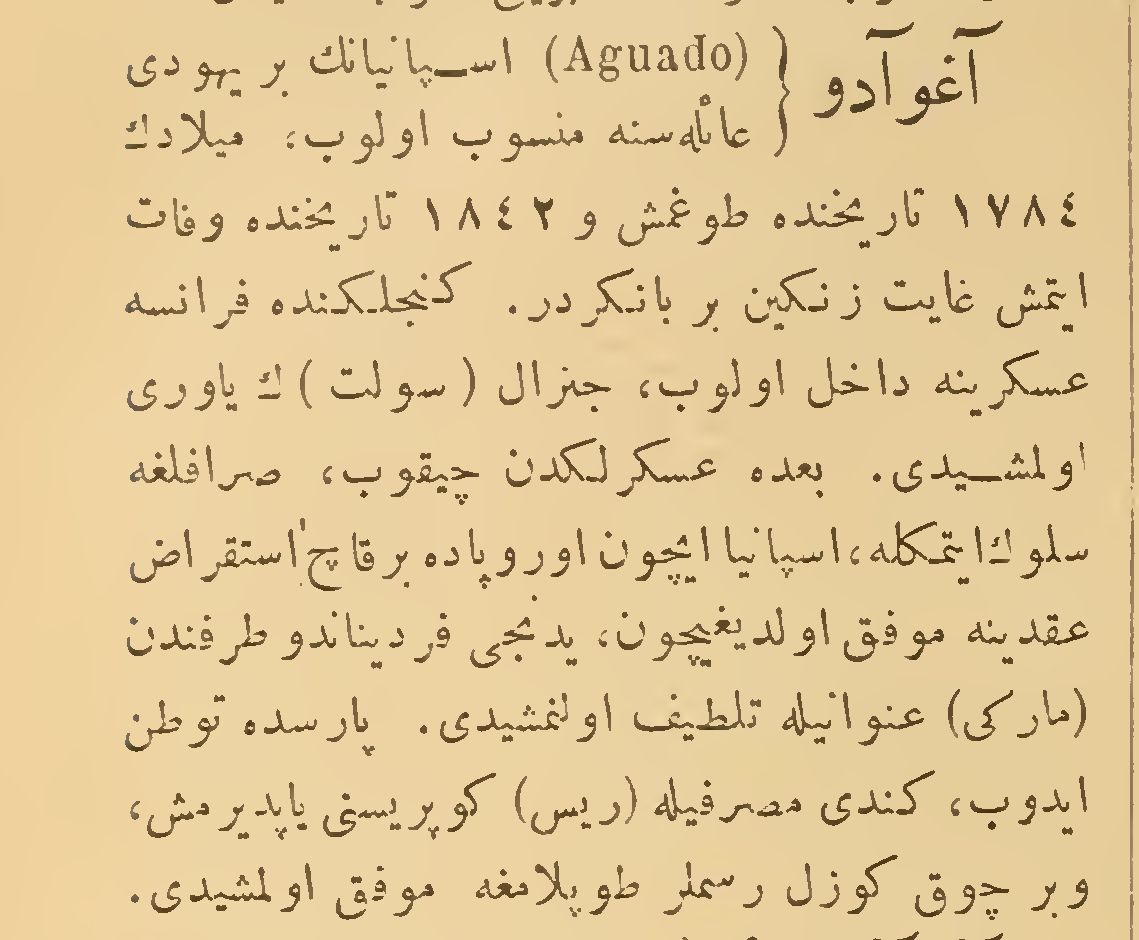 آغوآدو { (Aguado) اسپانیانك بر یهودی
عائله‌سنه منسوب اولوب، میلادك
١٧٨٤ تاریخنده طوغمش و ١٨٤٢ تاریخنده وفات
ایتمش غایت زنکین بر بانکردر. کنجلکنده فرانسه
عسکرینه داخل اولوب، جنرال (سولت) ك یاوری
اولمشیدی. بعده عسکرلکدن چیقوب، صرافلغه
سلوك ایتمکله، اسپانیا ایچون اوروپاده برقاچ استقراض
عقدینه موفق اولدیغیچون، یدنجی فردیناندو طرفندن
(مارکی) عنوانیله تلطیف اولنمشیدی. پارسده توطن
ایدوب، کندی مصرفیله (ریس) کوپریسنی یاپدیرمش،
وبر چوق کوزل رسملر طوپلامغه موفق اولمشیدی.